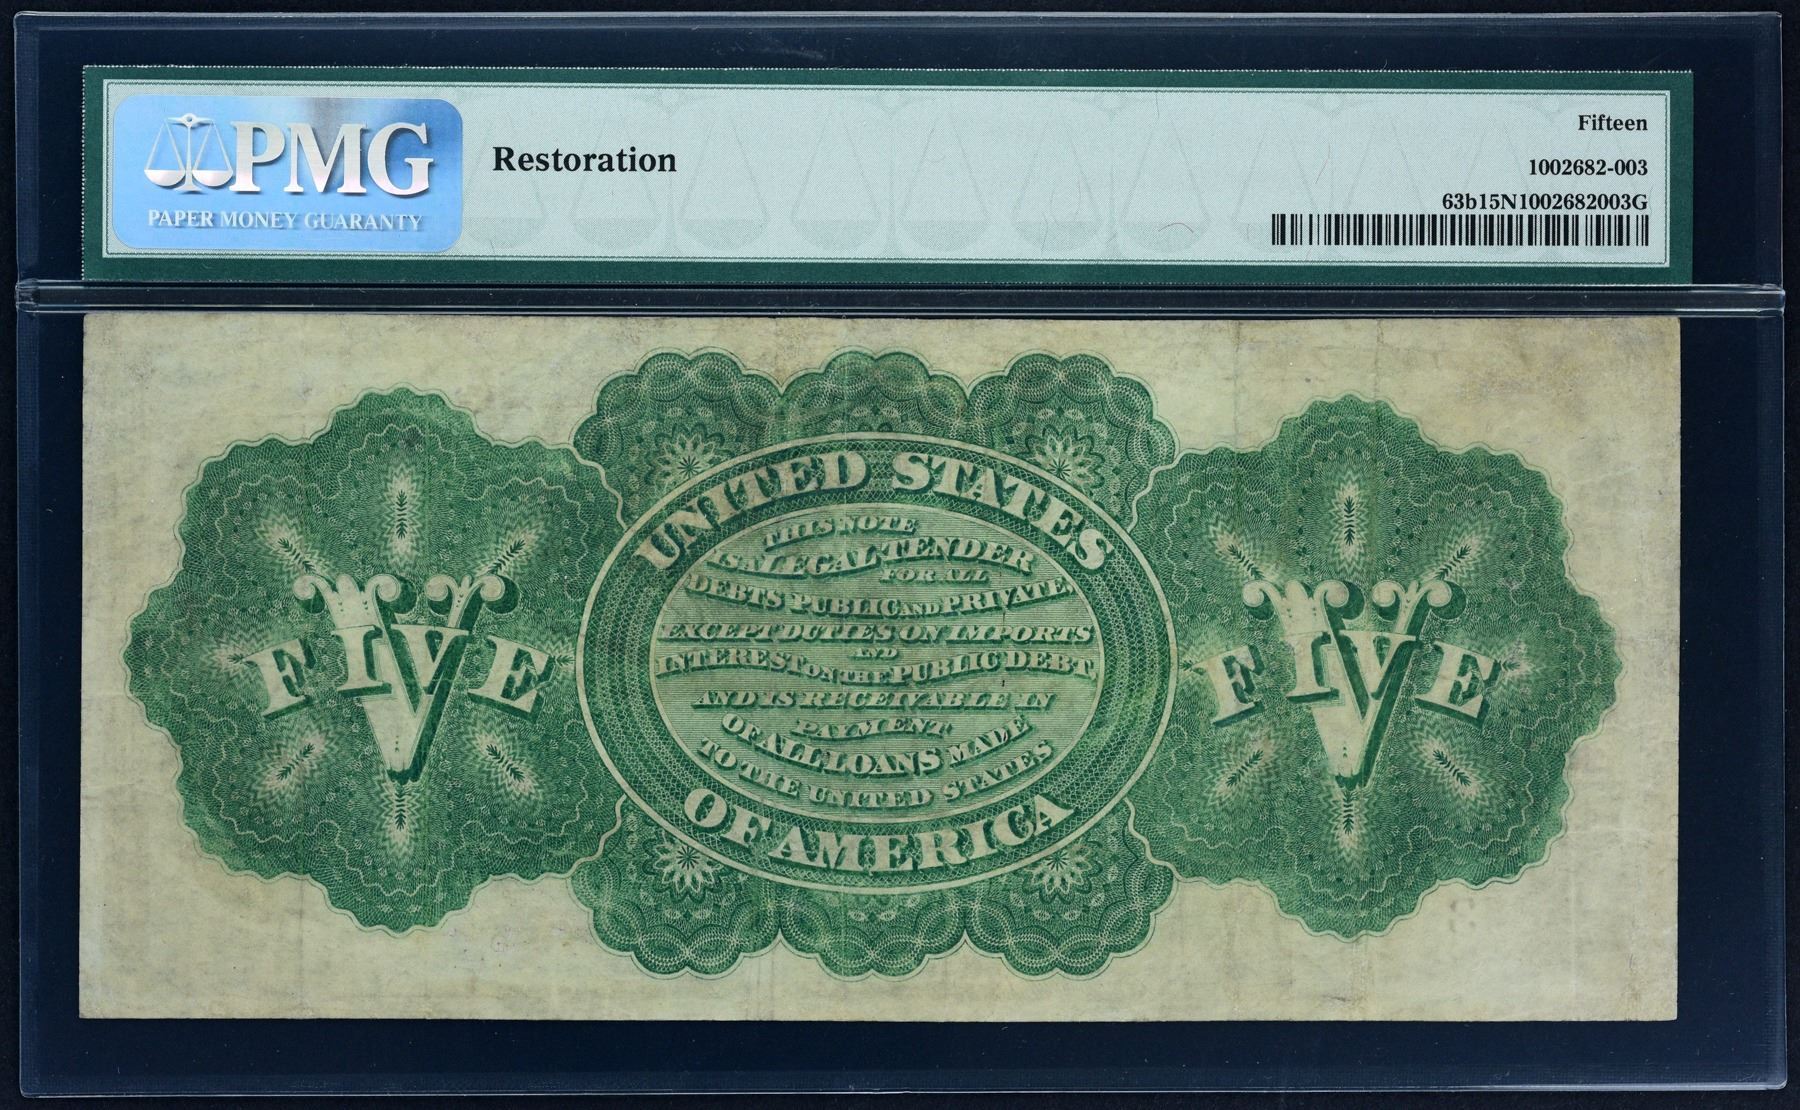 PMG
PAPER MONEY GUARANTY
Restoration
Fifteen
1002682-003
63b15N1002682003G
UNITED STATES
THIS NOTE
IS A LEGAL TENDER
FOR ALL
DEBTS PUBLIC AND PRIVATE,
EXCEPT DUTIES ON IMPORTS
AND
INTEREST ON THE PUBLIC DEBT,
AND IS RECEIVABLE IN
PAYMENT
OF ALL LOANS MADE
TO THE UNITED STATES
OF AMERICA
V
FIVE
V
FIVE